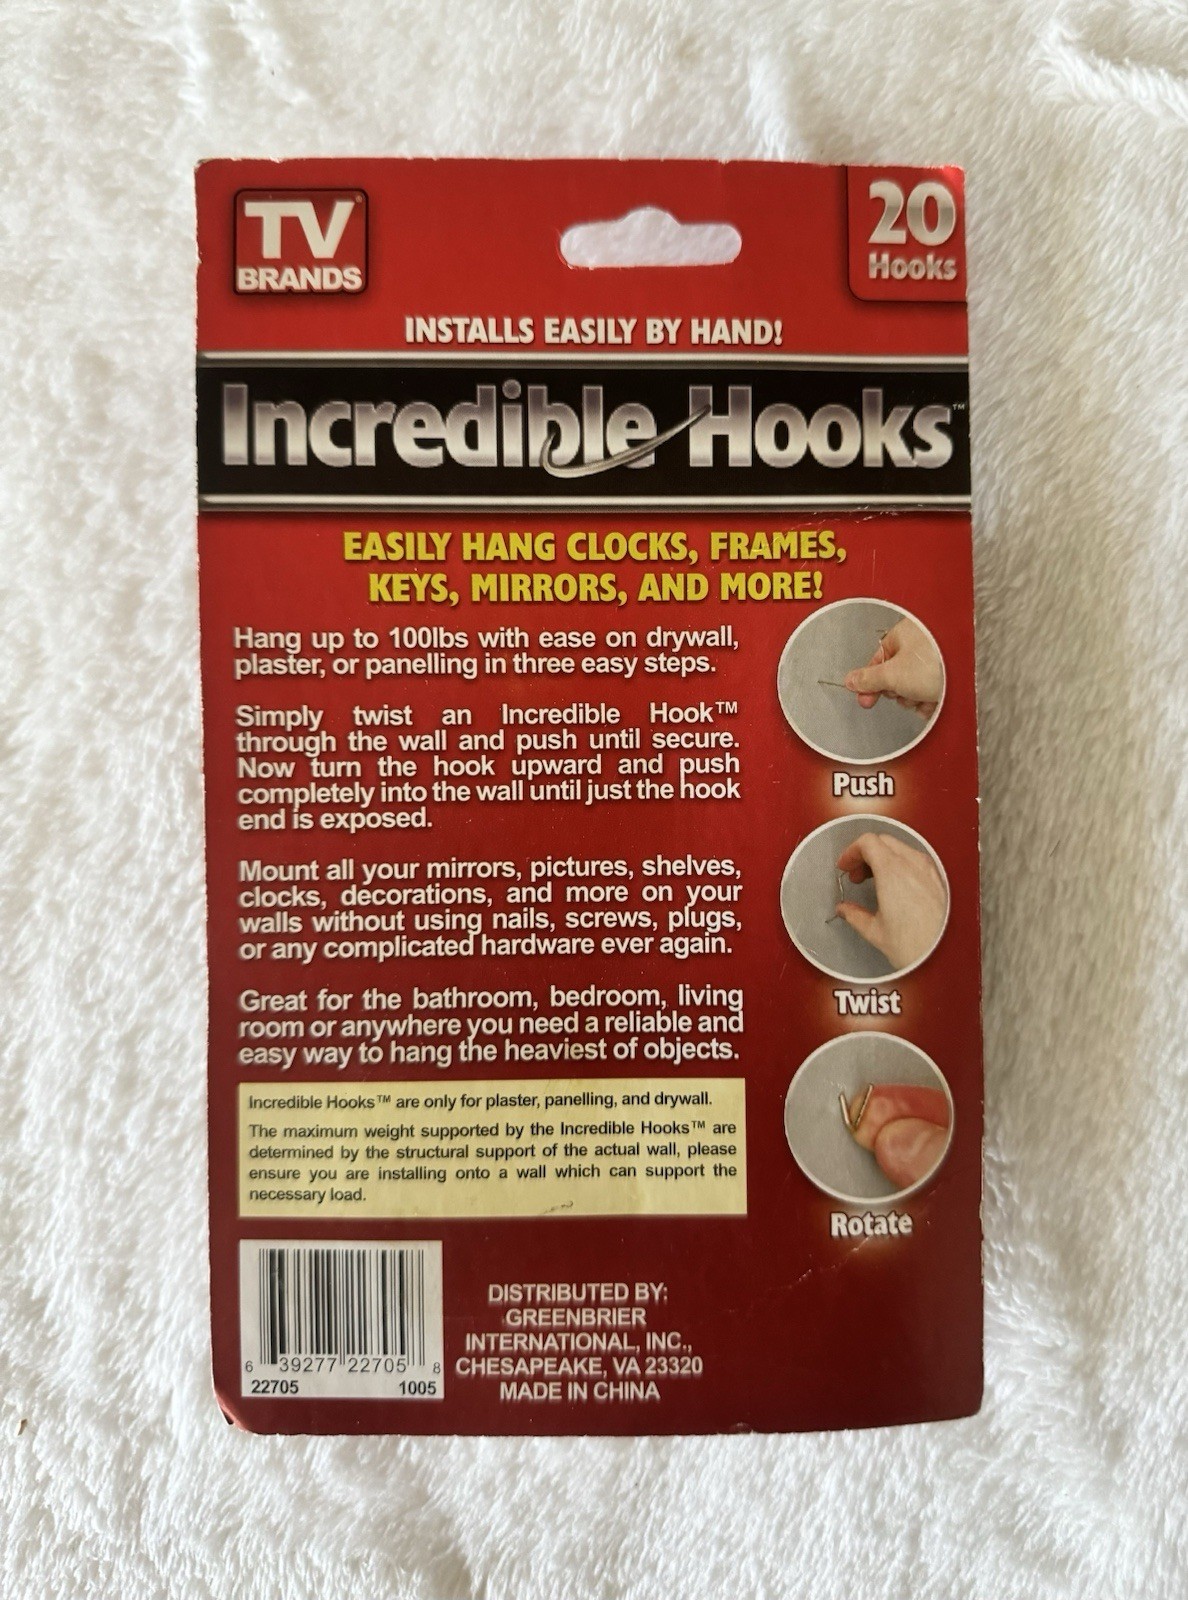 TV®
BRANDS
20
Hooks
INSTALLS EASILY BY HAND!
Incredible Hooks™
EASILY HANG CLOCKS, FRAMES,
KEYS, MIRRORS, AND MORE!
Hang up to 100lbs with ease on drywall,
plaster, or panelling in three easy steps.
Simply twist an Incredible Hook™
through the wall and push until secure.
Now turn the hook upward and push
completely into the wall until just the hook
end is exposed.
Mount all your mirrors, pictures, shelves,
clocks, decorations, and more on your
walls without using nails, screws, plugs,
or any complicated hardware ever again.
Great for the bathroom, bedroom, living
room or anywhere you need a reliable and
easy way to hang the heaviest of objects.
Push
Twist
Rotate
Incredible Hooks™ are only for plaster, panelling, and drywall.
The maximum weight supported by the Incredible Hooks™ are
determined by the structural support of the actual wall, please
ensure you are installing onto a wall which can support the
necessary load.
6 39277 22705 8
22705 1005
DISTRIBUTED BY:
GREENBRIER
INTERNATIONAL, INC.,
CHESAPEAKE, VA 23320
MADE IN CHINA